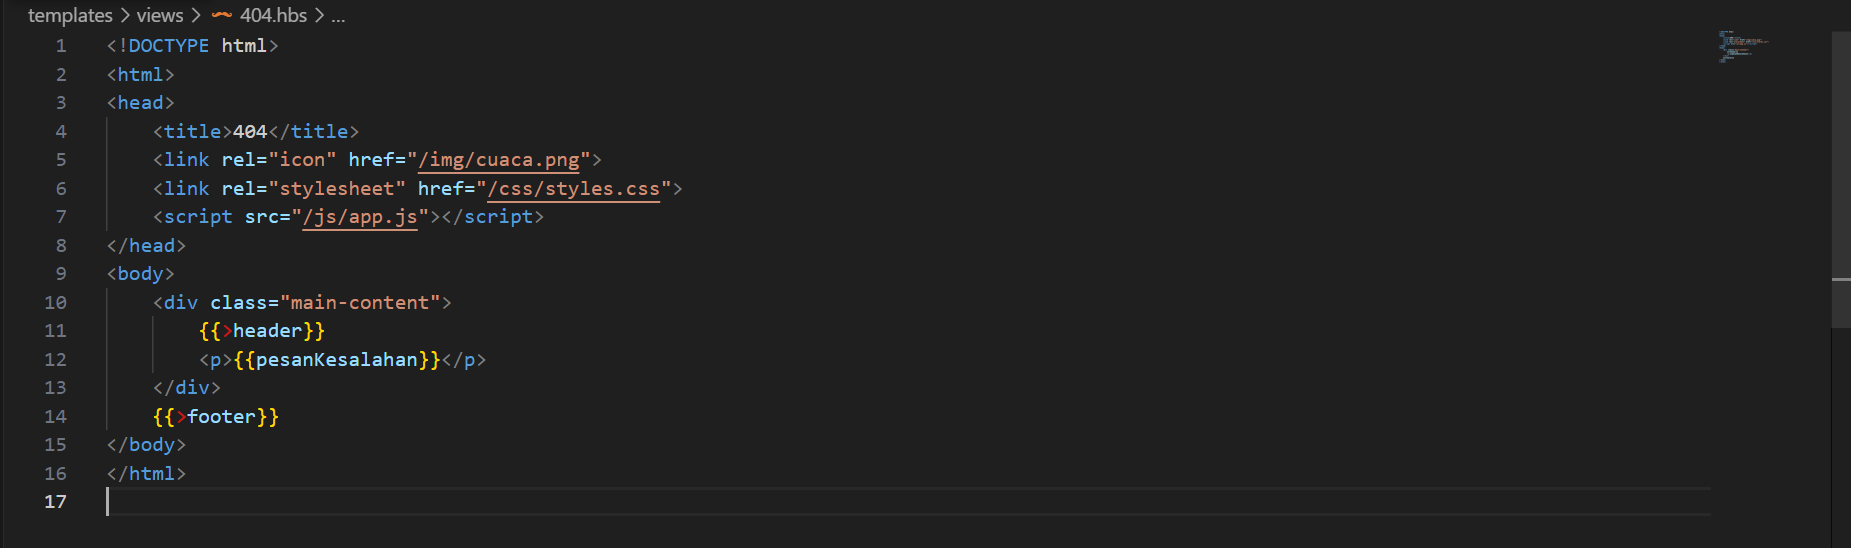 templates > views > 404.hbs > ...
1 <!DOCTYPE html>
2 <html>
3 <head>
4 <title>404</title>
5 <link rel="icon" href="/img/cuaca.png">
6 <link rel="stylesheet" href="/css/styles.css">
7 <script src="/js/app.js"></script>
8 </head>
9 <body>
10 <div class="main-content">
11 {{>header}}
12 <p>{{pesanKesalahan}}</p>
13 </div>
14 {{>footer}}
15 </body>
16 </html>
17